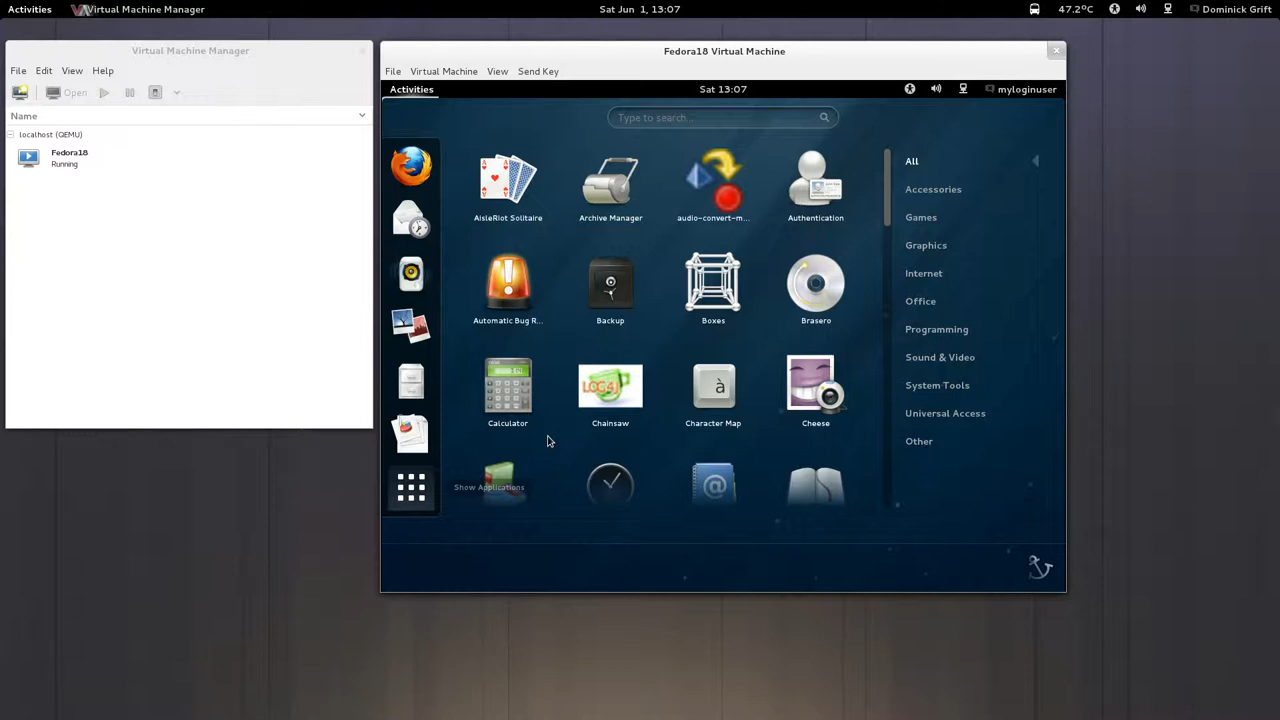 Activities
Virtual Machine Manager
Sat Jun 1, 13:07
47.2°C
Dominick Grift
Virtual Machine Manager
File Edit View Help
Open
Name
localhost (QEMU)
Fedora18
Running
Fedora18 Virtual Machine
File Virtual Machine View Send Key
Activities
Sat 13:07
myloginuser
Type to search...
AisleRiot Solitaire
Archive Manager
audio-convert-m...
Authentication
Automatic Bug R...
Backup
Boxes
Brasero
LOG4J
à
Calculator
Chainsaw
Character Map
Cheese
Show Applications
All
Accessories
Games
Graphics
Internet
Office
Programming
Sound & Video
System Tools
Universal Access
Other